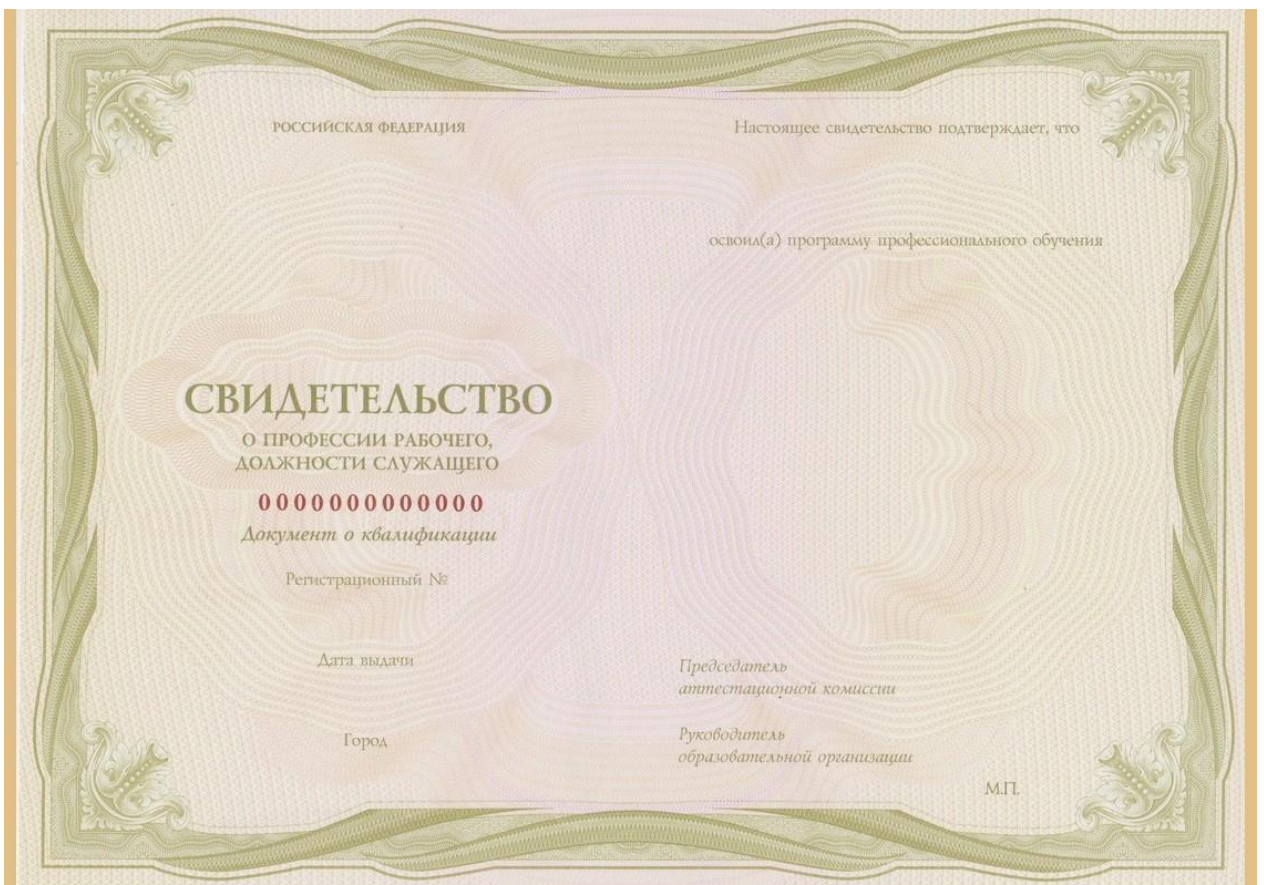 РОССИЙСКАЯ ФЕДЕРАЦИЯ
СВИДЕТЕЛЬСТВО
О ПРОФЕССИИ РАБОЧЕГО,
ДОЛЖНОСТИ СЛУЖАЩЕГО
0000000000000
Документ о квалификации
Регистрационный №
Дата выдачи
Город
Настоящее свидетельство подтверждает, что
освоил(а) программу профессионального обучения
Председатель
аттестационной комиссии
Руководитель
образовательной организации
М.П.